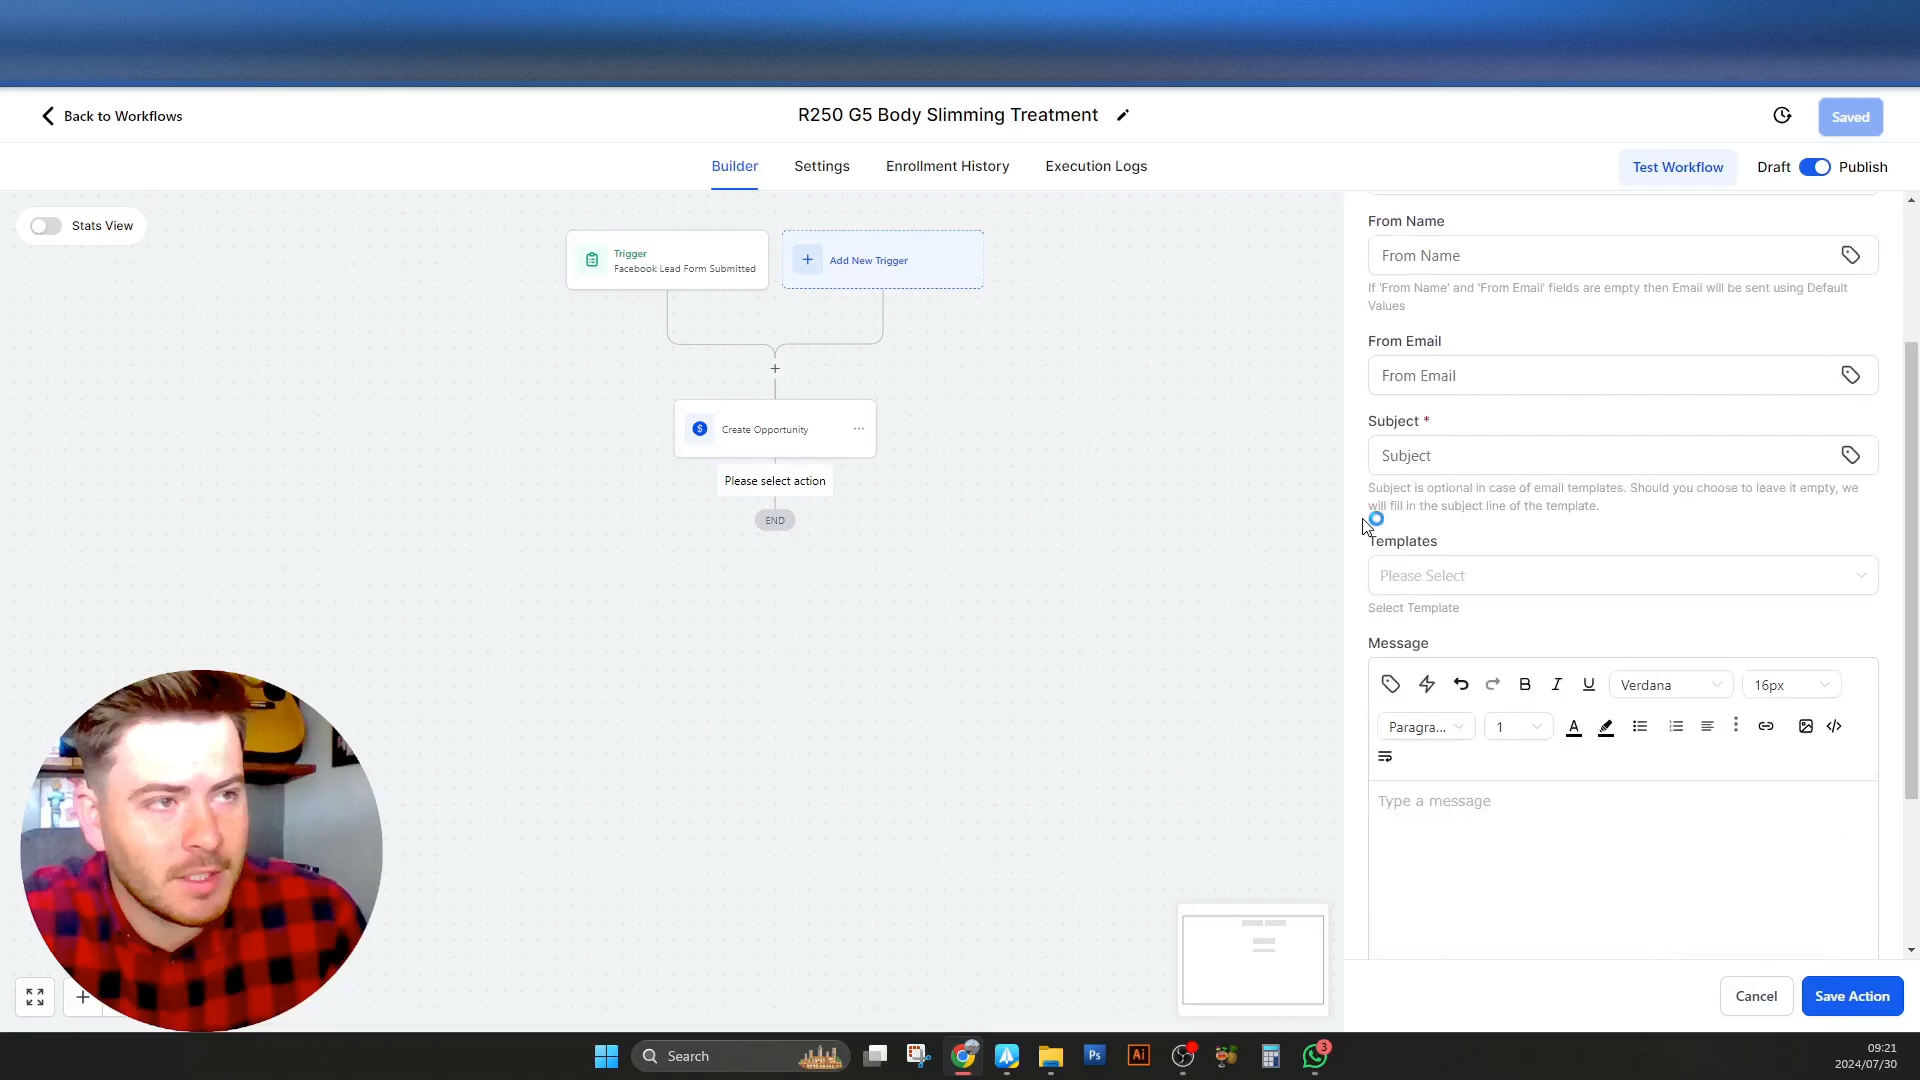 Back to Workflows
R250 G5 Body Slimming Treatment
Saved
Builder
Settings
Enrollment History
Execution Logs
Test Workflow
Draft
Publish
Stats View
Trigger
Facebook Lead Form Submitted
Add New Trigger
Create Opportunity
Please select action
END
From Name
From Name
If 'From Name' and 'From Email' fields are empty then Email will be sent using Default
Values
From Email
From Email
Subject *
Subject
Subject is optional in case of email templates. Should you choose to leave it empty, we
will fill in the subject line of the template.
Templates
Please Select
Select Template
Message
B
I
U
Verdana
16px
Paragra...
1
A
Type a message
Cancel
Save Action
Search
Ps
Ai
3
09:21
2024/07/30